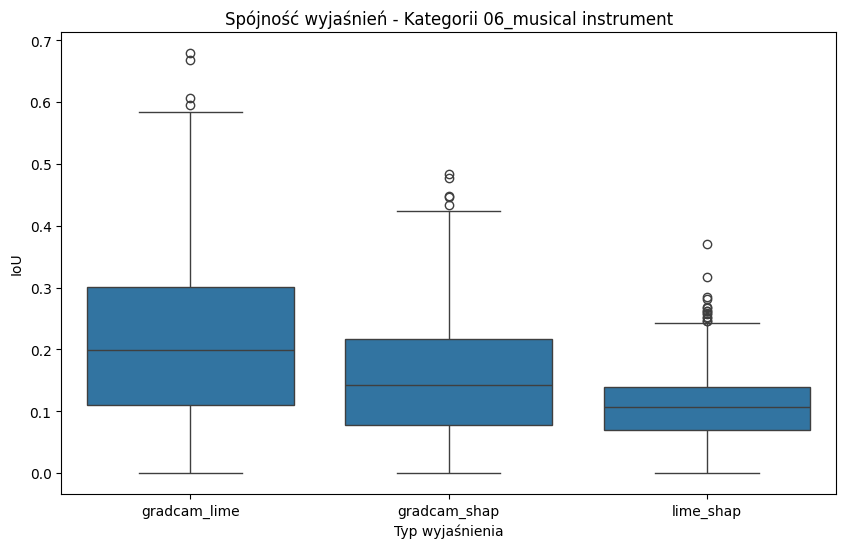 Spójność wyjaśnień - Kategorii 06_musical instrument
IoU
0.7
0.6
0.5
0.4
0.3
0.2
0.1
0.0
gradcam_lime
gradcam_shap
lime_shap
Typ wyjaśnienia